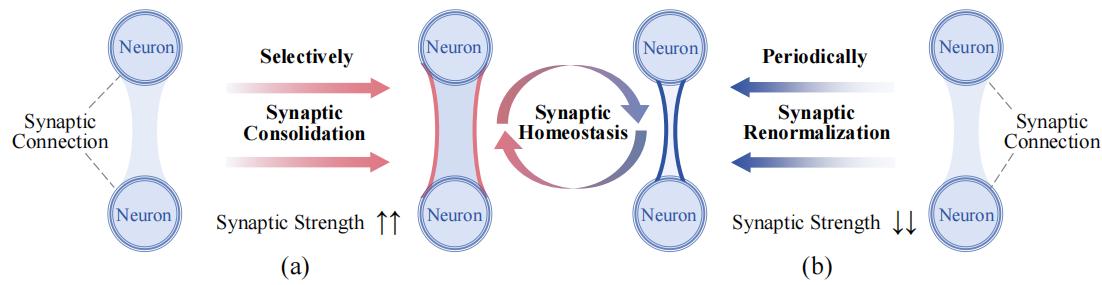 Neuron
Synaptic
Connection
Neuron
Selectively
Synaptic
Consolidation
Synaptic Strength ↑↑
(a)
Neuron
Neuron
Synaptic
Homeostasis
Neuron
Neuron
Periodically
Synaptic
Renormalization
Synaptic Strength ↓↓
(b)
Neuron
Synaptic
Connection
Neuron